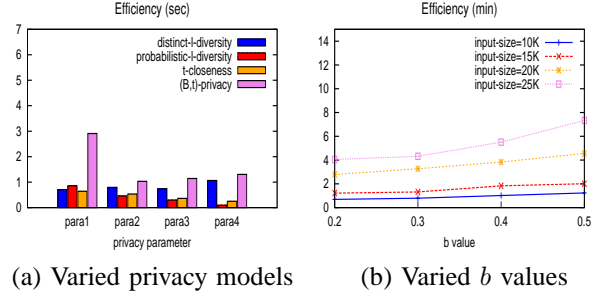 Efficiency (sec)
7
6
5
4
3
2
1
0
distinct-l-diversity
probabilistic-l-diversity
t-closeness
(B,t)-privacy
para1 para2 para3 para4
privacy parameter
(a) Varied privacy models
Efficiency (min)
14
12
10
8
6
4
2
0
input-size=10K
input-size=15K
input-size=20K
input-size=25K
0.2 0.3 0.4 0.5
b value
(b) Varied b values